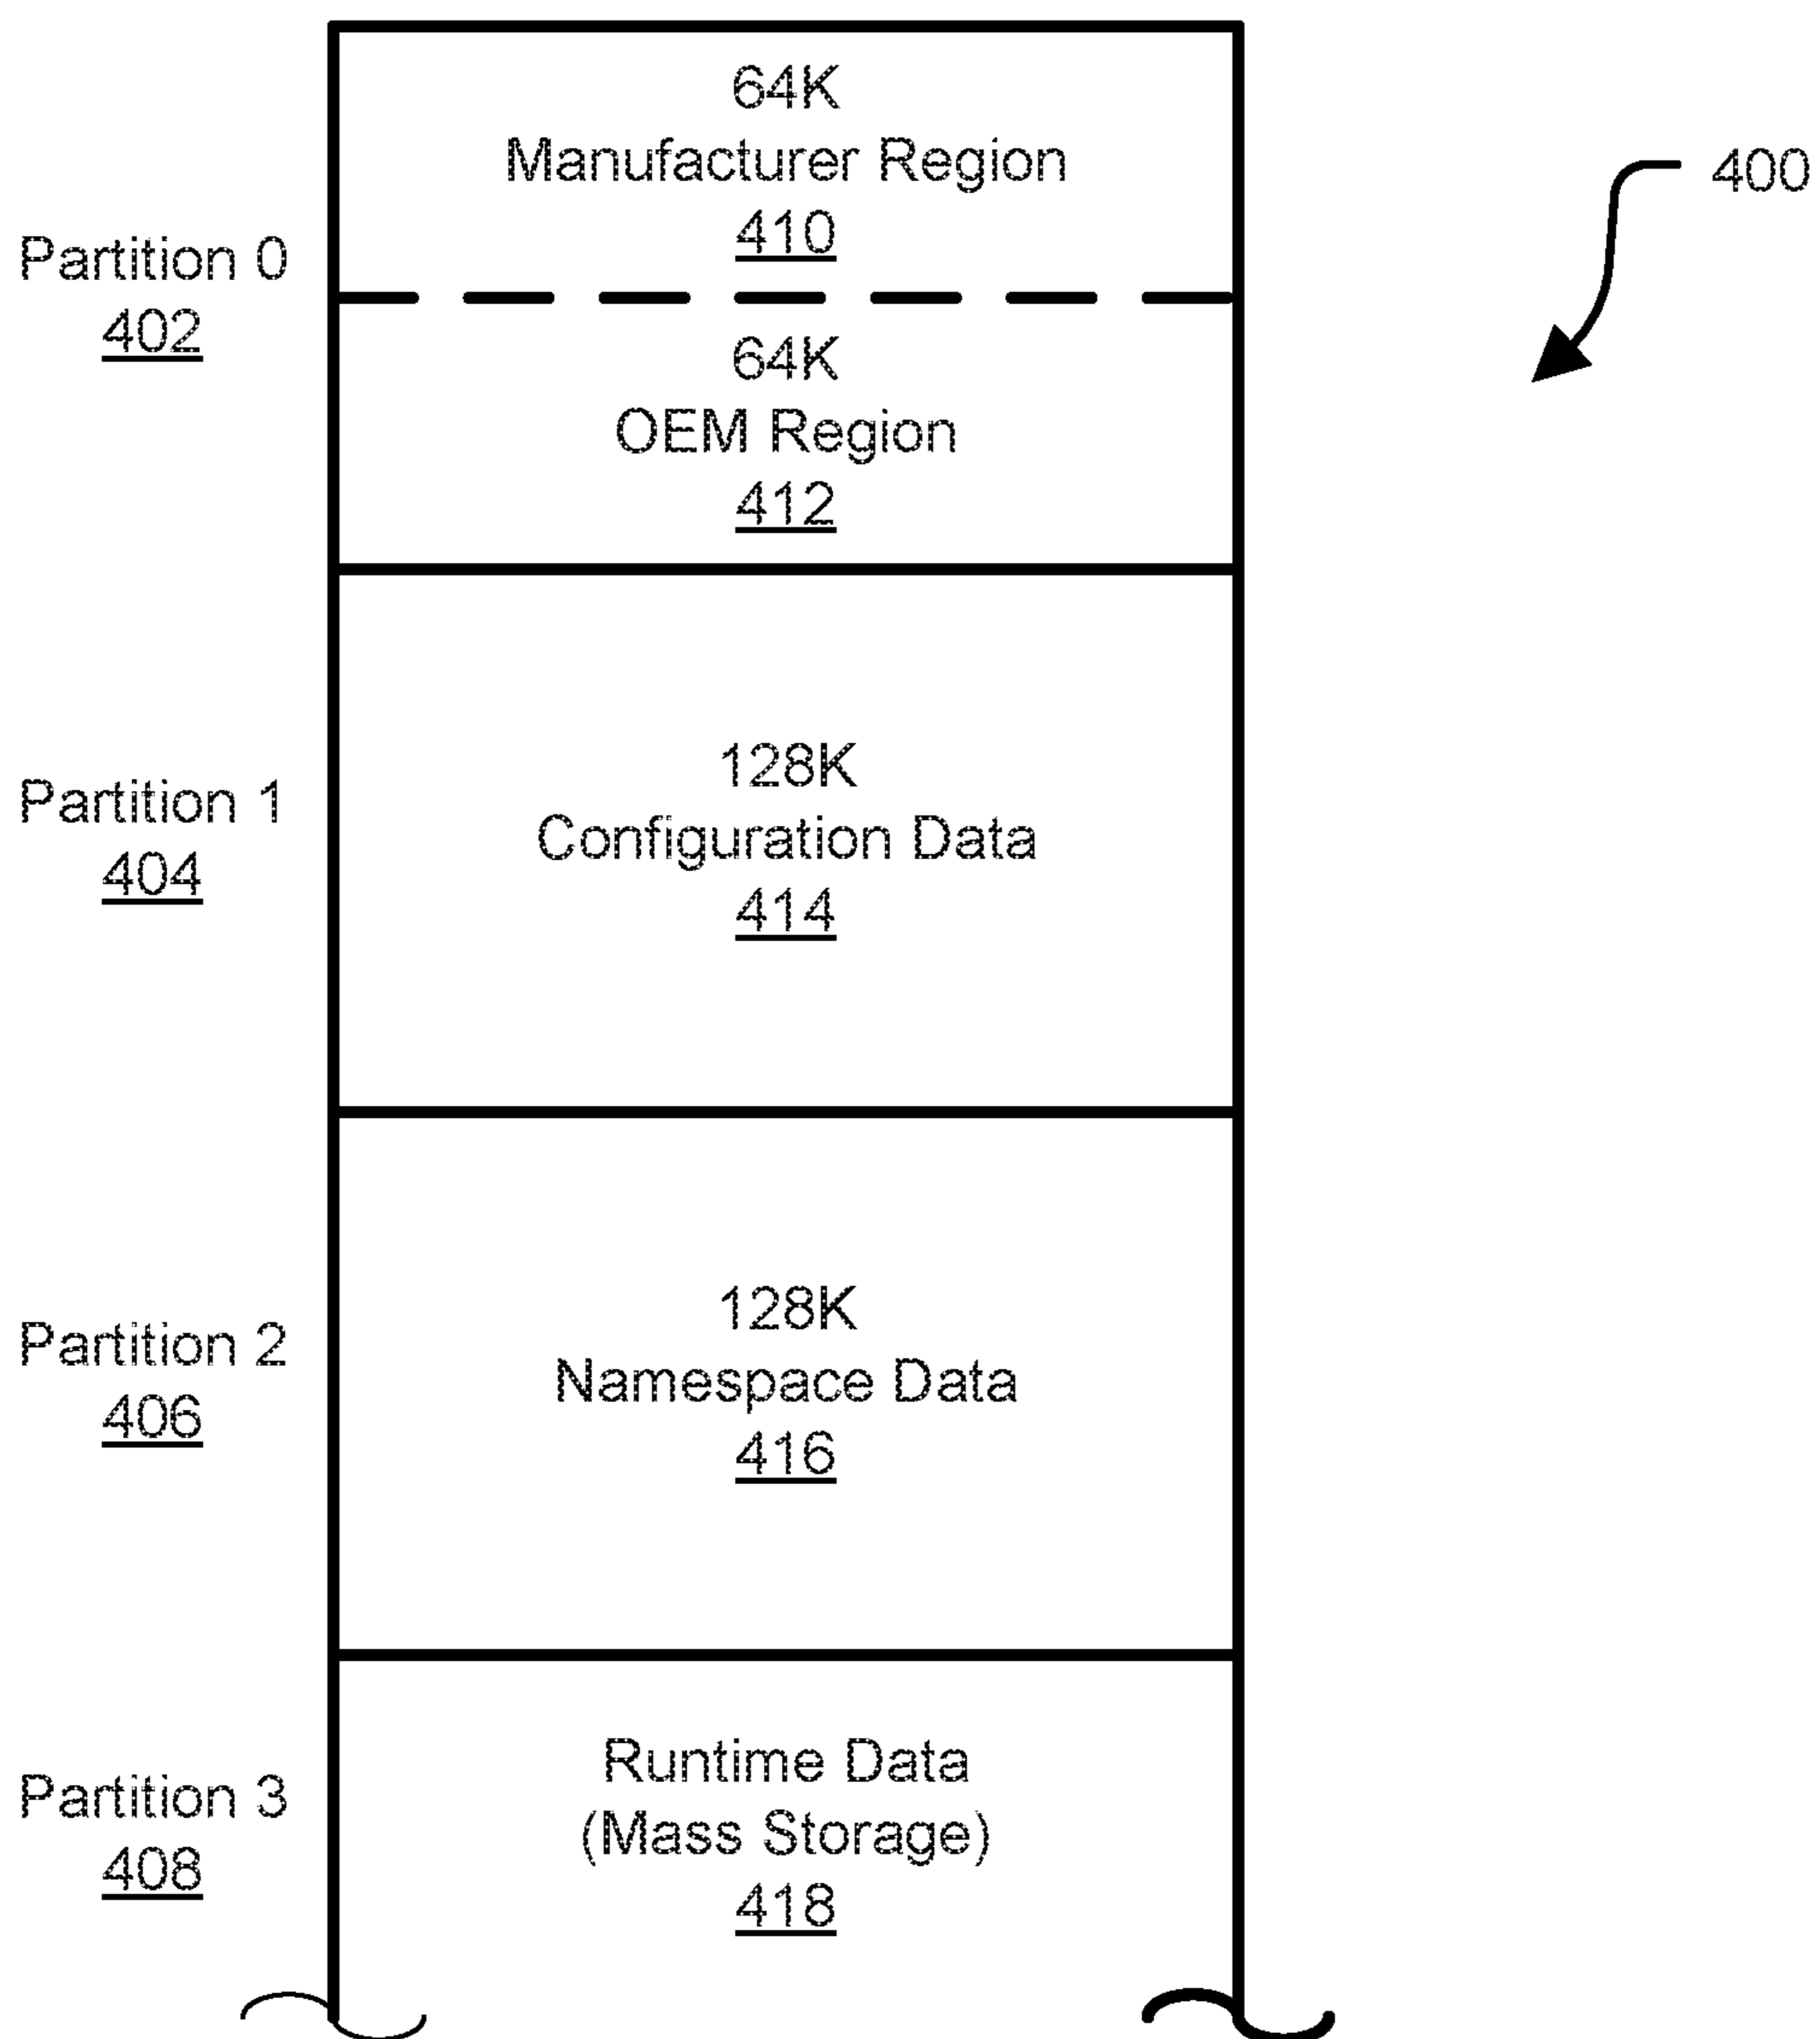 64K
Manufacturer Region
410
400
Partition 0
402
64K
OEM Region
412
128K
Partition 1
Configuration Data
404
414
128K
Partition 2
Namespace Data
406
416
Runtime Data
Partition 3
(Mass Storage)
408
418